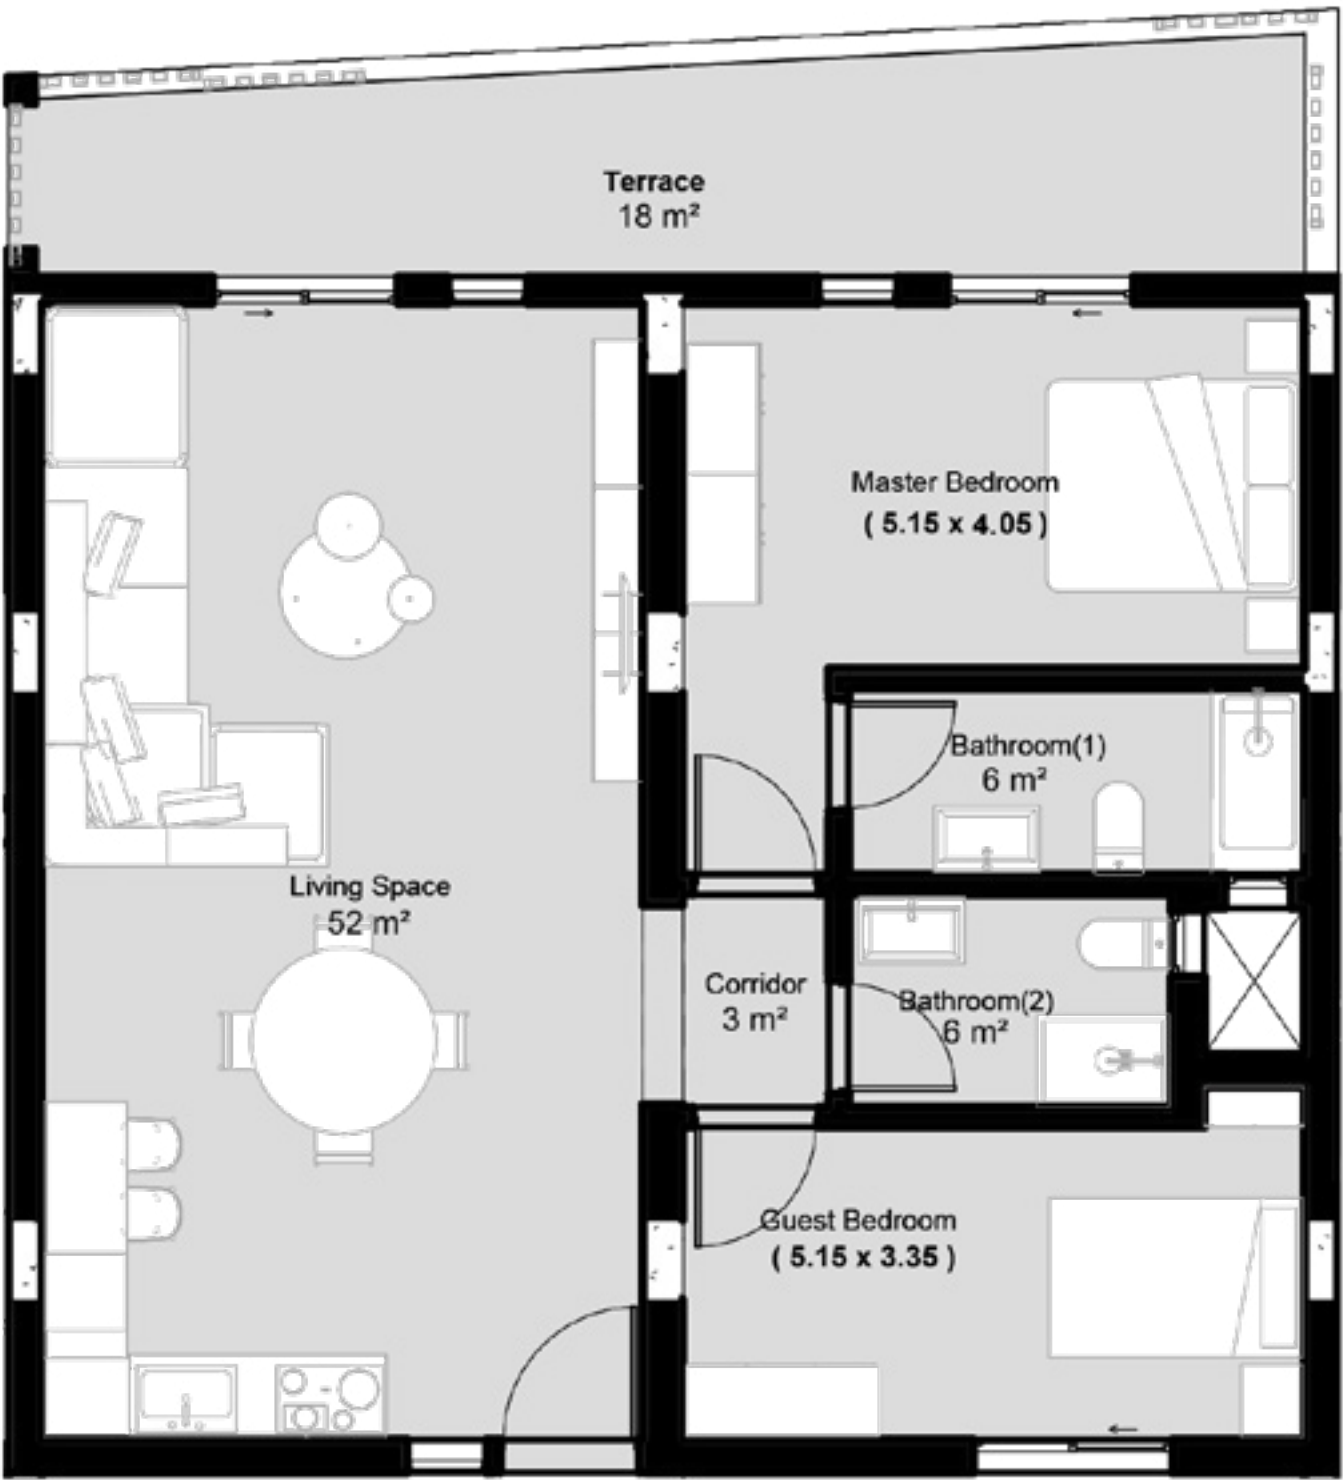 Terrace
18 m²
Master Bedroom
( 5.15 x 4.05 )
Bathroom(1)
6 m²
Living Space
52 m²
Corridor
3 m²
Bathroom(2)
6 m²
Guest Bedroom
( 5.15 x 3.35 )